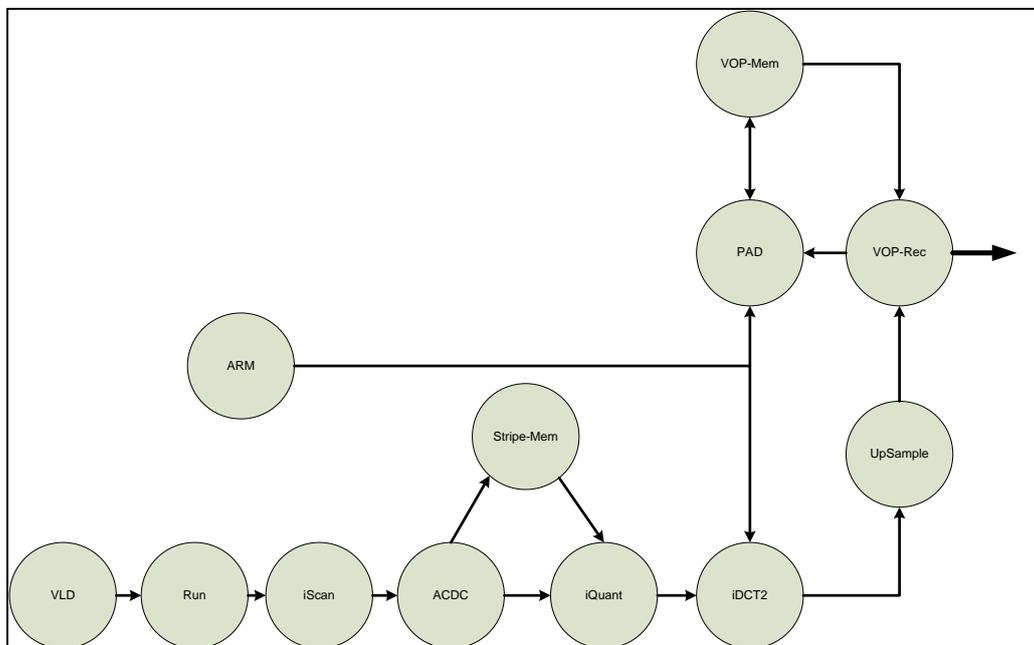 VOP-Mem
PAD
VOP-Rec
ARM
Stripe-Mem
UpSample
VLD
Run
iScan
ACDC
iQuant
iDCT2